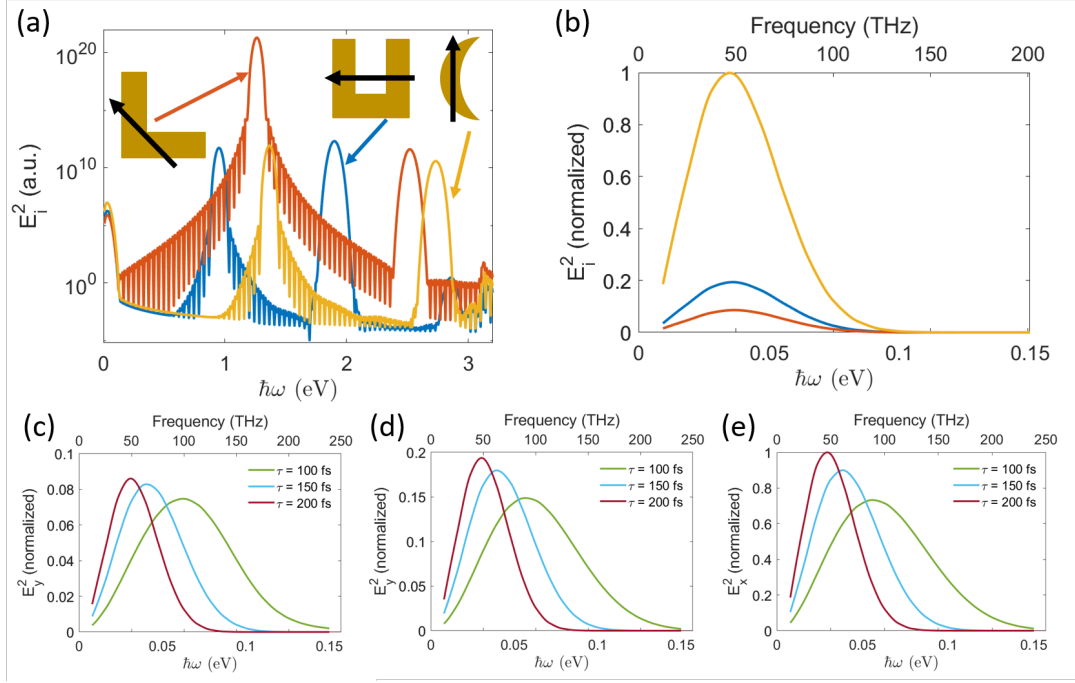 (a)
E_i^2 (a.u.)
10^20
10^10
10^0
0 1 2 3
ħω (eV)
(b)
Frequency (THz)
0 50 100 150 200
E_i^2 (normalized)
1
0.8
0.6
0.4
0.2
0
0 0.05 0.1 0.15
ħω (eV)
(c)
Frequency (THz)
0 50 100 150 200 250
E_y^2 (normalized)
0.1
0.08
0.06
0.04
0.02
0
τ = 100 fs
τ = 150 fs
τ = 200 fs
0 0.05 0.1 0.15
ħω (eV)
(d)
Frequency (THz)
0 50 100 150 200 250
E_y^2 (normalized)
0.2
0.15
0.1
0.05
0
τ = 100 fs
τ = 150 fs
τ = 200 fs
0 0.05 0.1 0.15
ħω (eV)
(e)
Frequency (THz)
0 50 100 150 200 250
E_x^2 (normalized)
1
0.8
0.6
0.4
0.2
0
τ = 100 fs
τ = 150 fs
τ = 200 fs
0 0.05 0.1 0.15
ħω (eV)